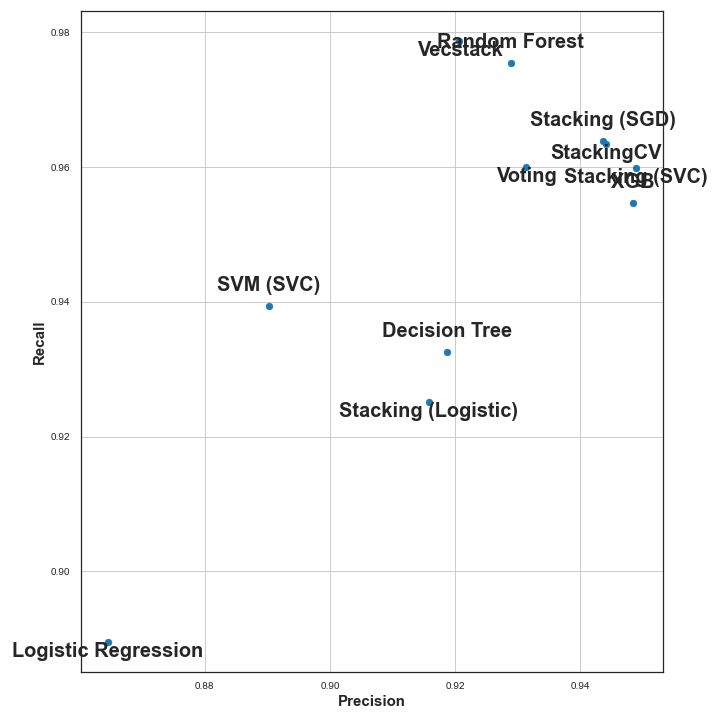 0.98
Random Forest
Vecstack
Stacking (SGD)
StackingCV
0.96
Voting
Stacking (SVC)
XGB
SVM (SVC)
0.94
Decision Tree
Recall
Stacking (Logistic)
0.92
0.90
Logistic Regression
0.88
0.90
0.92
0.94
Precision